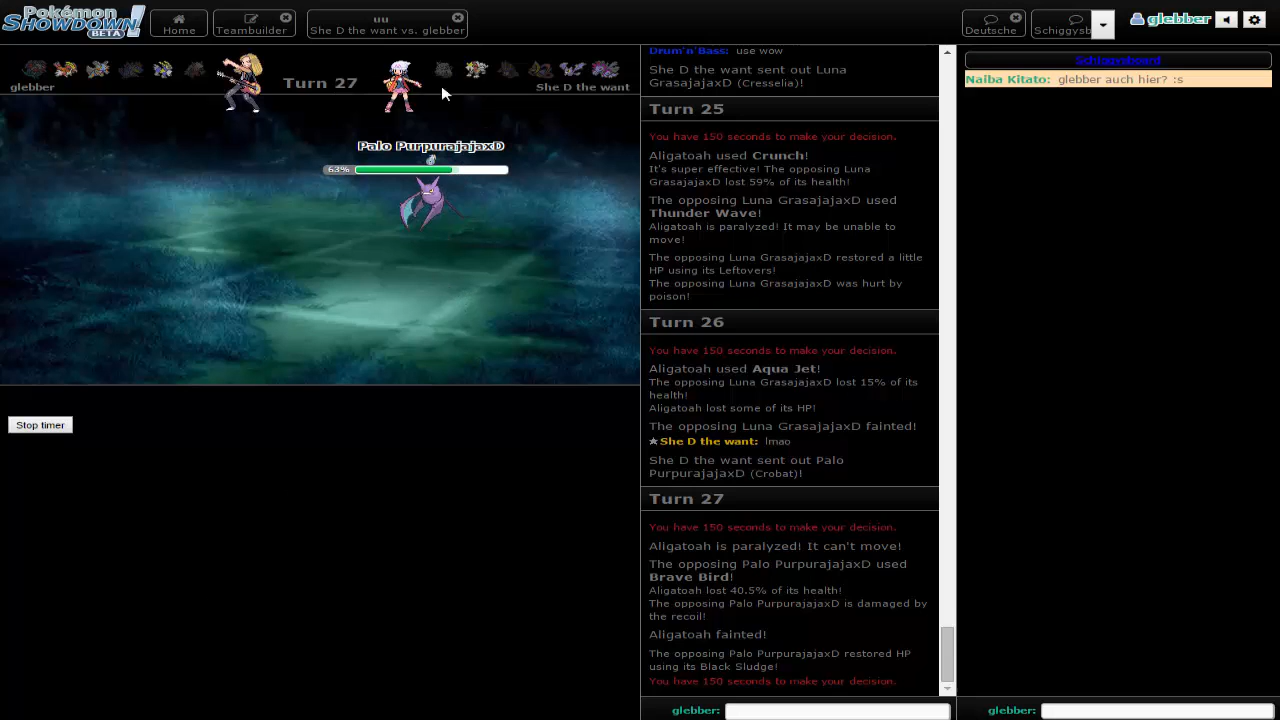 Pokémon
SHOWDOWN!
BETA
Home
Teambuilder
uu
She D the want vs. glebber
Deutsche
Schiggysb
glebber
glebber
Turn 27
She D the want
Palo PurpurajajaxD
63%
Stop timer
Drum'n'Bass: use wow
She D the want sent out Luna
GrasajajaxD (Cresselia)!
Turn 25
You have 150 seconds to make your decision.
Aligatoah used Crunch!
It's super effective! The opposing Luna
GrasajajaxD lost 59% of its health!
The opposing Luna GrasajajaxD used
Thunder Wave!
Aligatoah is paralyzed! It may be unable to
move!
The opposing Luna GrasajajaxD restored a little
HP using its Leftovers!
The opposing Luna GrasajajaxD was hurt by
poison!
Turn 26
You have 150 seconds to make your decision.
Aligatoah used Aqua Jet!
The opposing Luna GrasajajaxD lost 15% of its
health!
Aligatoah lost some of its HP!
The opposing Luna GrasajajaxD fainted!
★She D the want: lmao
She D the want sent out Palo
PurpurajajaxD (Crobat)!
Turn 27
You have 150 seconds to make your decision.
Aligatoah is paralyzed! It can't move!
The opposing Palo PurpurajajaxD used
Brave Bird!
Aligatoah lost 40.5% of its health!
The opposing Palo PurpurajajaxD is damaged by
the recoil!
Aligatoah fainted!
The opposing Palo PurpurajajaxD restored HP
using its Black Sludge!
You have 150 seconds to make your decision.
glebber:
Schiggysboard
Naiba Kitato: glebber auch hier? :s
glebber: